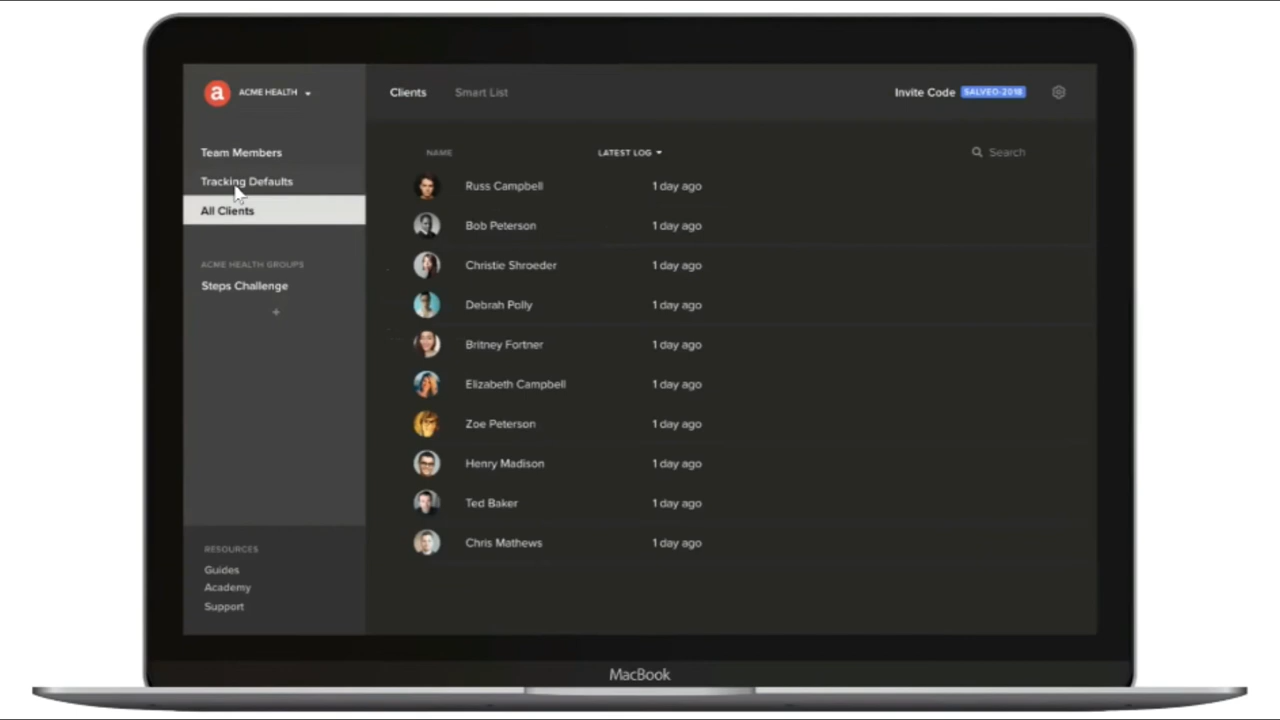 a ACME HEALTH
Clients Smart List
Invite Code SALVEO-2018
Team Members
Tracking Defaults
All Clients
ACME HEALTH GROUPS
Steps Challenge
+
NAME LATEST LOG Search
Russ Campbell 1 day ago
Bob Peterson 1 day ago
Christie Shroeder 1 day ago
Debrah Polly 1 day ago
Britney Fortner 1 day ago
Elizabeth Campbell 1 day ago
Zoe Peterson 1 day ago
Henry Madison 1 day ago
Ted Baker 1 day ago
Chris Mathews 1 day ago
RESOURCES
Guides
Academy
Support
MacBook